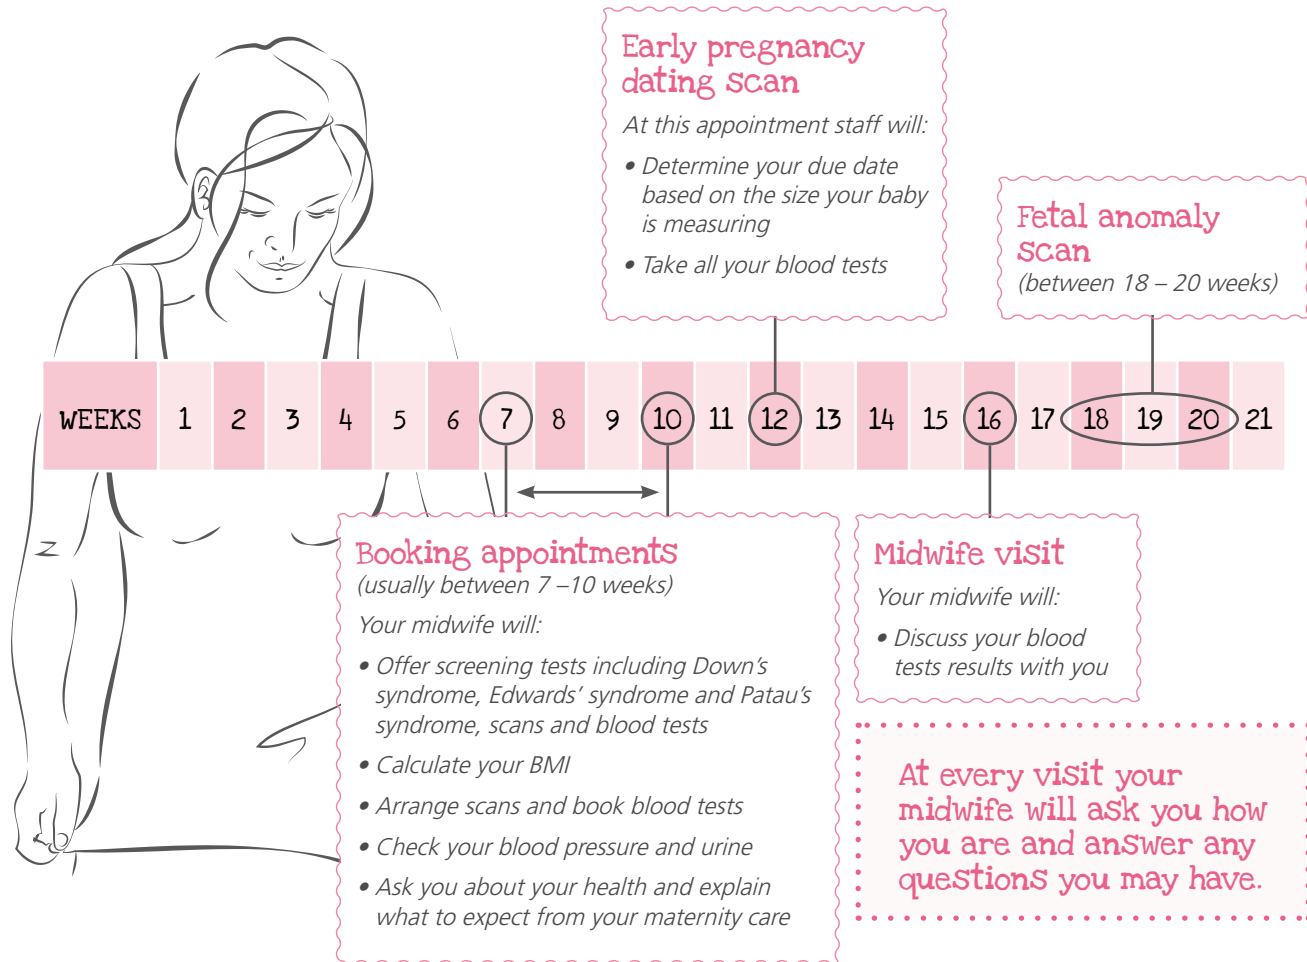 Early pregnancy
dating scan
At this appointment staff will:
• Determine your due date
based on the size your baby
is measuring
• Take all your blood tests
Fetal anomaly
scan
(between 18 – 20 weeks)
WEEKS 1 2 3 4 5 6 7 8 9 10 11 12 13 14 15 16 17 18 19 20 21
Booking appointments
(usually between 7 –10 weeks)
Your midwife will:
• Offer screening tests including Down's
syndrome, Edwards' syndrome and Patau's
syndrome, scans and blood tests
• Calculate your BMI
• Arrange scans and book blood tests
• Check your blood pressure and urine
• Ask you about your health and explain
what to expect from your maternity care
Midwife visit
Your midwife will:
• Discuss your blood
tests results with you
At every visit your
midwife will ask you how
you are and answer any
questions you may have.